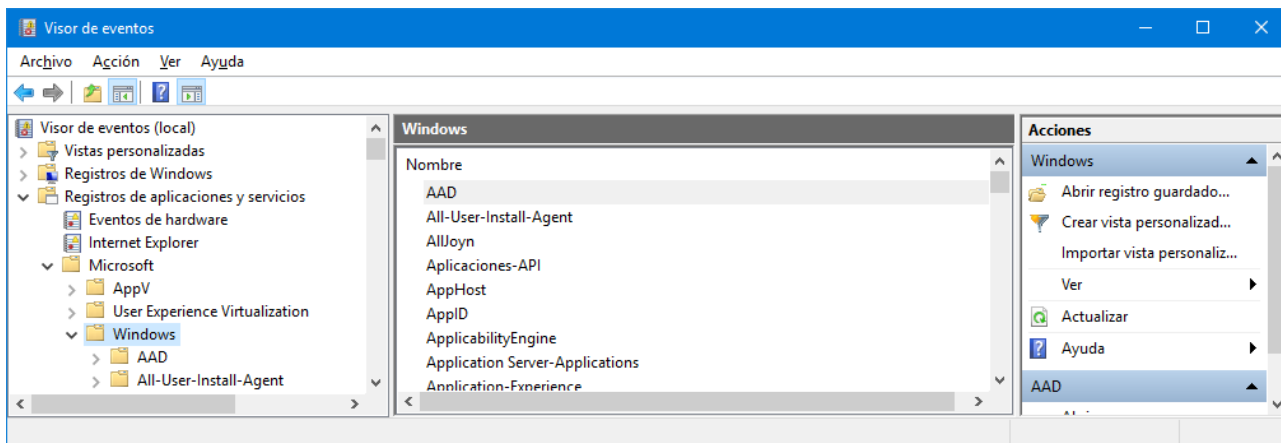 Visor de eventos
Archivo Acción Ver Ayuda
Visor de eventos (local)
Vistas personalizadas
Registros de Windows
Registros de aplicaciones y servicios
Eventos de hardware
Internet Explorer
Microsoft
AppV
User Experience Virtualization
Windows
AAD
All-User-Install-Agent
Windows
Nombre
AAD
All-User-Install-Agent
AllJoyn
Aplicaciones-API
AppHost
AppID
ApplicabilityEngine
Application Server-Applications
Application-Experience
Acciones
Windows
Abrir registro guardado...
Crear vista personalizad...
Importar vista personaliz...
Ver
Actualizar
Ayuda
AAD